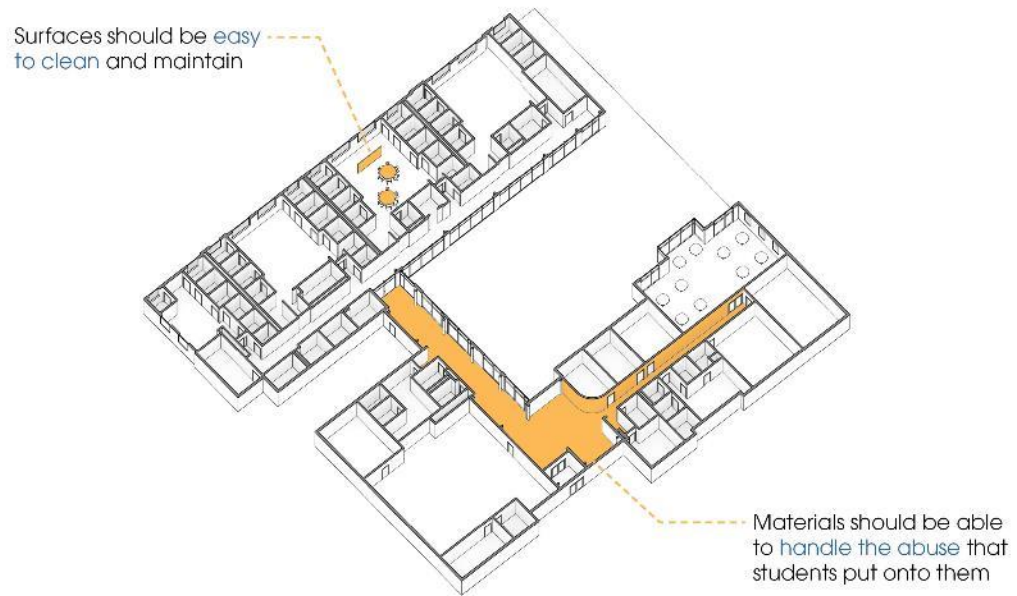 Surfaces should be easy
to clean and maintain
Materials should be able
to handle the abuse that
students put onto them